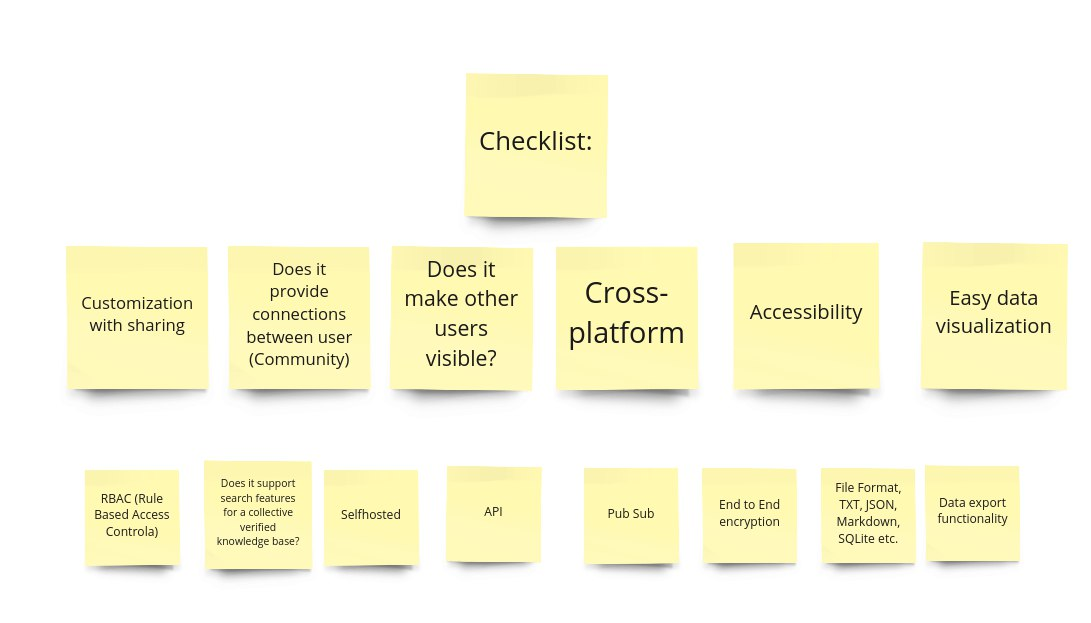 Checklist:
Customization
with sharing
Does it
provide
connections
between user
(Community)
Does it
make other
users
visible?
Cross-
platform
Accessibility
Easy data
visualization
RBAC (Rule
Based Access
Controla)
Does it support
search features
for a collective
verified
knowledge base?
Selfhosted
API
Pub Sub
End to End
encryption
File Format,
TXT, JSON,
Markdown,
SQLite etc.
Data export
functionality